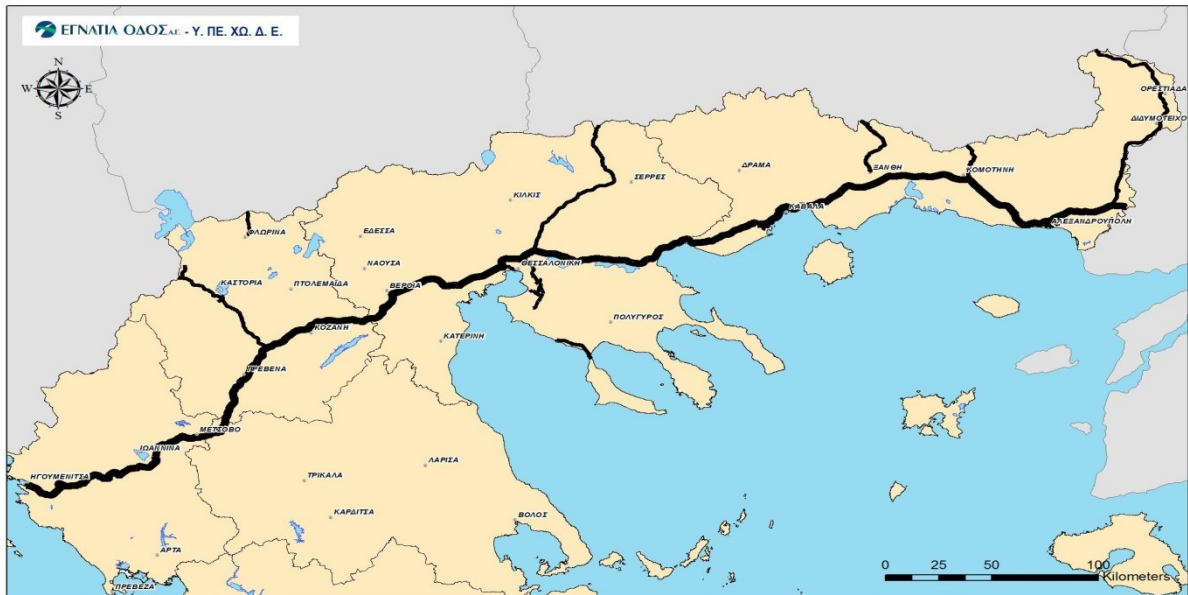 ΕΓΝΑΤΙΑ ΟΔΟΣ Α.Ε. - Υ. ΠΕ. ΧΩ. Δ. Ε.
N
W E
S
ΟΡΕΣΤΙΑΔΑ
ΔΙΔΥΜΟΤΕΙΧΟ
ΔΡΑΜΑ
ΞΑΝΘΗ
ΚΟΜΟΤΗΝΗ
ΣΕΡΡΕΣ
ΚΙΛΚΙΣ
ΚΑΒΑΛΑ
ΑΛΕΞΑΝΔΡΟΥΠΟΛΗ
ΦΛΩΡΙΝΑ
ΕΔΕΣΣΑ
ΝΑΟΥΣΑ
ΘΕΣΣΑΛΟΝΙΚΗ
ΚΑΣΤΟΡΙΑ
ΠΤΟΛΕΜΑΪΔΑ
ΒΕΡΟΙΑ
ΚΟΖΑΝΗ
ΚΑΤΕΡΙΝΗ
ΠΟΛΥΓΥΡΟΣ
ΓΡΕΒΕΝΑ
ΜΕΤΣΟΒΟ
ΙΩΑΝΝΙΝΑ
ΗΓΟΥΜΕΝΙΤΣΑ
ΛΑΡΙΣΑ
ΤΡΙΚΑΛΑ
ΚΑΡΔΙΤΣΑ
ΒΟΛΟΣ
ΑΡΤΑ
ΠΡΕΒΕΖΑ
0 25 50 100
Kilometers